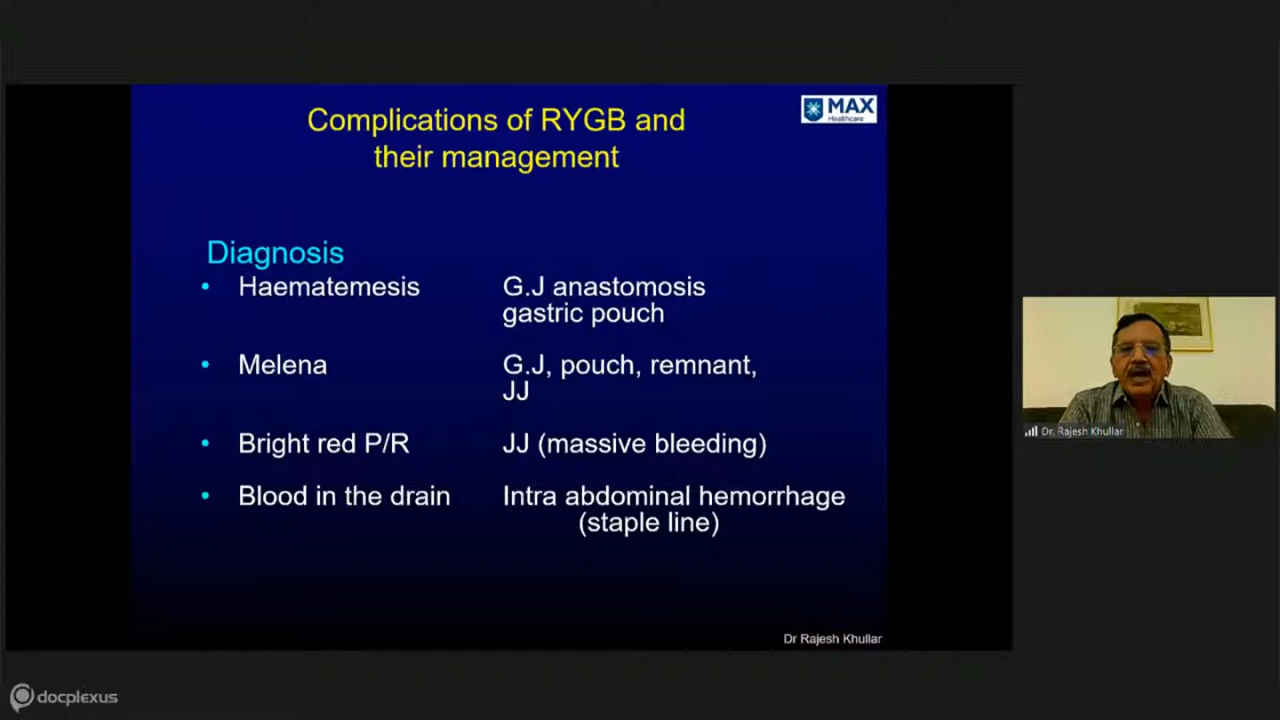 Complications of RYGB and
their management
MAX
Healthcare
Diagnosis
• Haematemesis G.J anastomosis
gastric pouch
• Melena G.J, pouch, remnant,
JJ
• Bright red P/R JJ (massive bleeding)
• Blood in the drain Intra abdominal hemorrhage
(staple line)
Dr Rajesh Khullar
Dr. Rajesh Khullar
docplexus